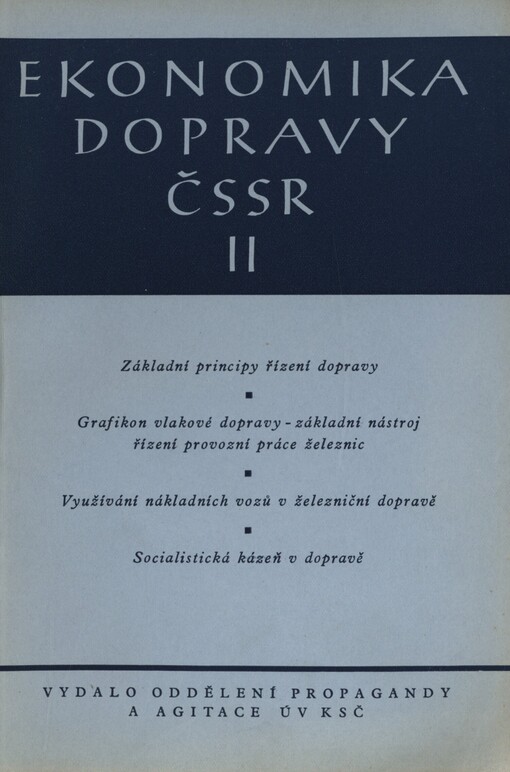 EKONOMIKA
DOPRAVY
ČSSR
II
Základní principy řízení dopravy
Grafikon vlakové dopravy - základní nástroj
řízení provozní práce železnic
Využívání nákladních vozů v železniční dopravě
Socialistická kázeň v dopravě
VYDALO ODDĚLENÍ PROPAGANDY
A AGITACE ÚV KSČ